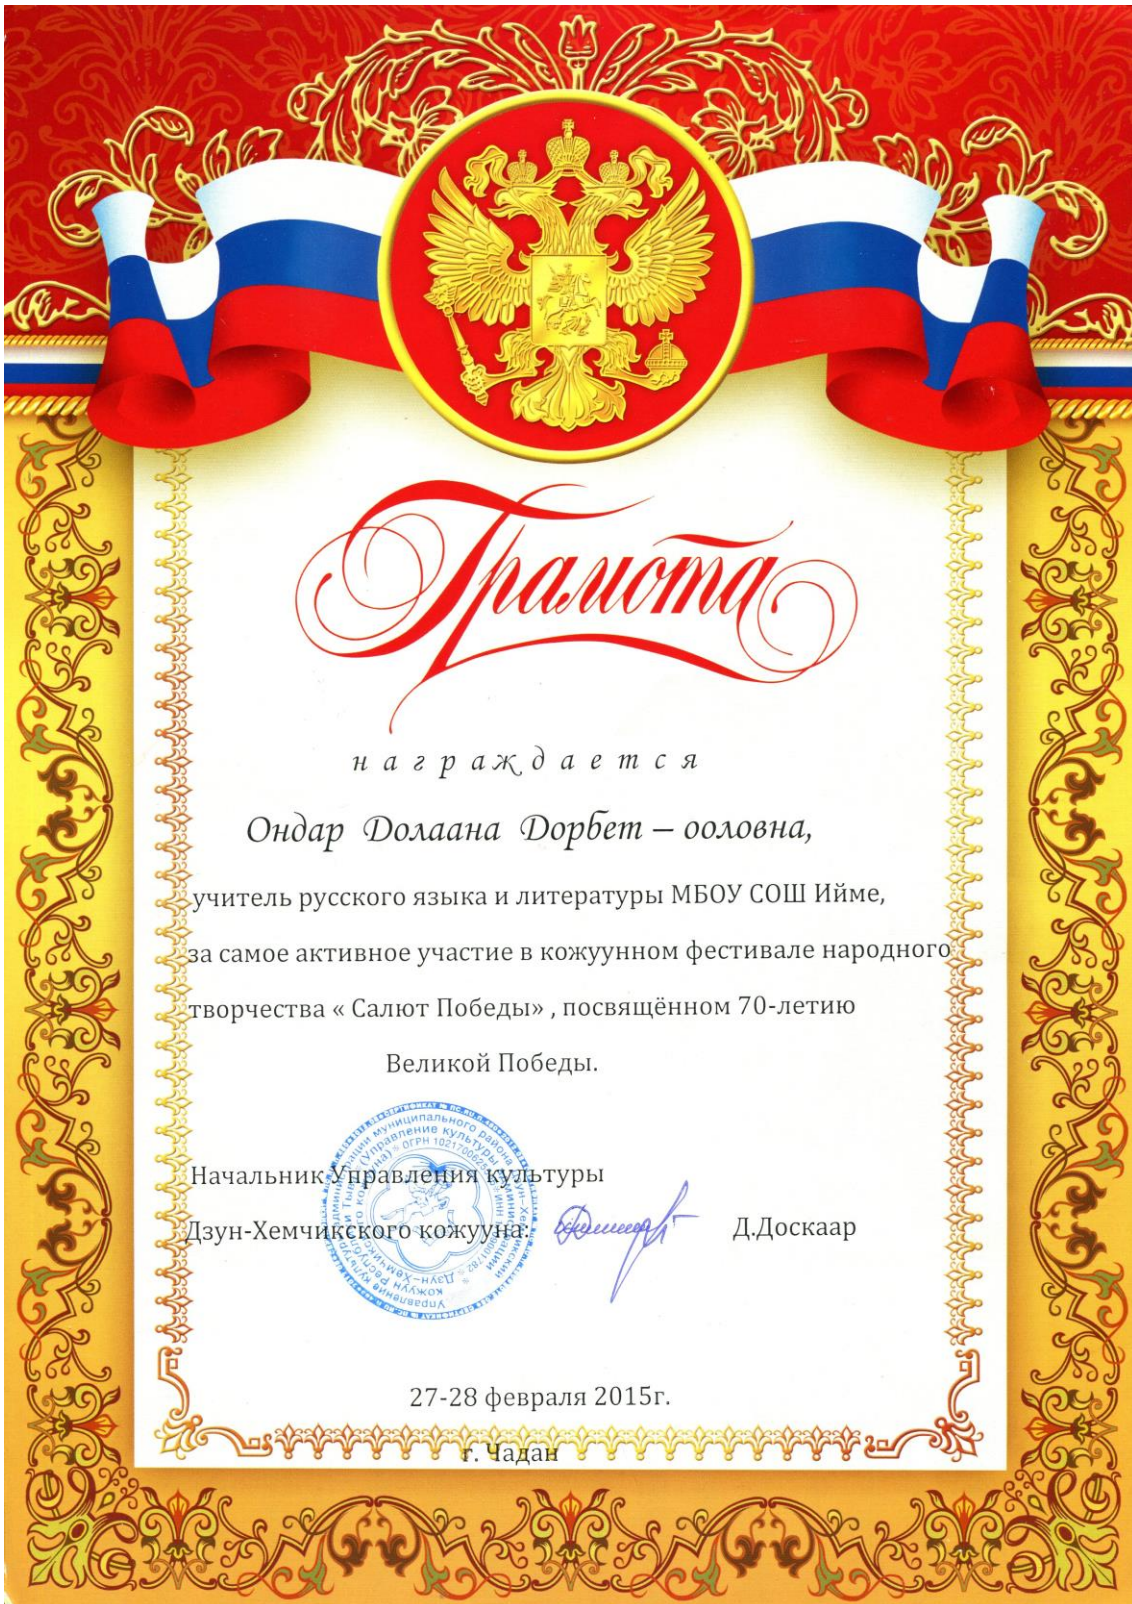 Грамота
награждается
Ондар Долаана Дорбет – ооловна,
учитель русского языка и литературы МБОУ СОШ Ийме,
за самое активное участие в кожуунном фестивале народного
творчества « Салют Победы» , посвящённом 70-летию
Великой Победы.
Начальник Управления культуры
Дзун-Хемчикского кожууна:
Д.Доскаар
27-28 февраля 2015г.
г. Чадан